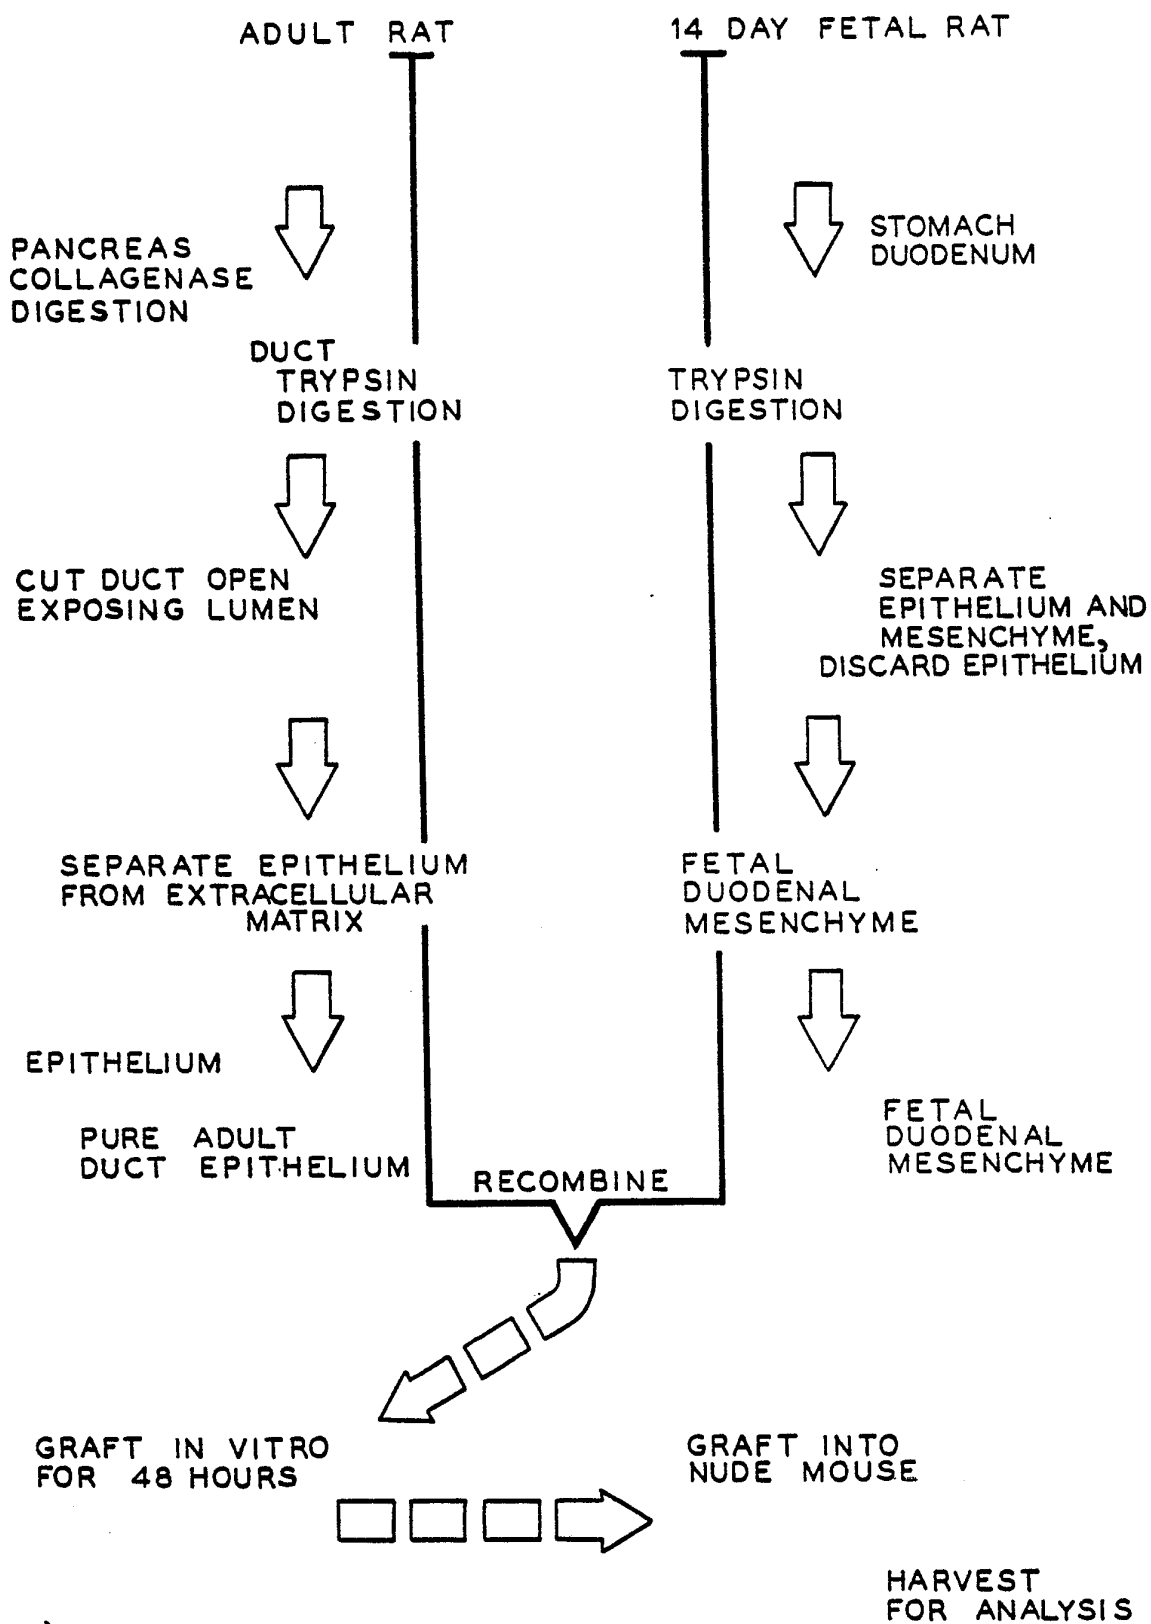 ADULT RAT
14 DAY FETAL RAT
PANCREAS
COLLAGENASE
DIGESTION
STOMACH
DUODENUM
DUCT
TRYPSIN
DIGESTION
TRYPSIN
DIGESTION
CUT DUCT OPEN
EXPOSING LUMEN
SEPARATE
EPITHELIUM AND
MESENCHYME,
DISCARD EPITHELIUM
SEPARATE EPITHELIUM
FROM EXTRACELLULAR
MATRIX
FETAL
DUODENAL
MESENCHYME
EPITHELIUM
PURE ADULT
DUCT EPITHELIUM
FETAL
DUODENAL
MESENCHYME
RECOMBINE
GRAFT IN VITRO
FOR 48 HOURS
GRAFT INTO
NUDE MOUSE
HARVEST
FOR ANALYSIS